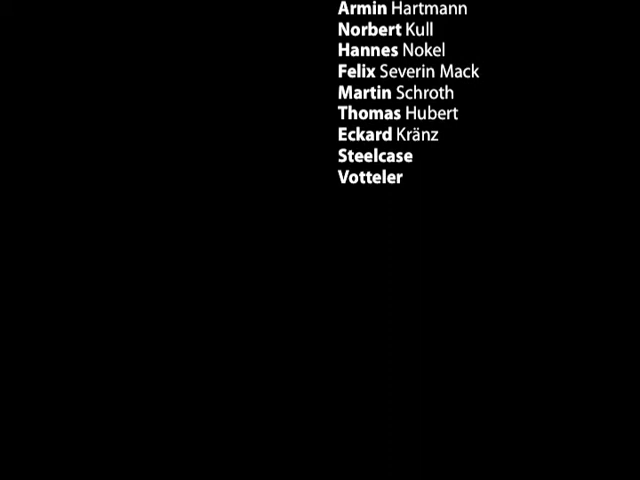 Armin Hartmann
Norbert Kull
Hannes Nokel
Felix Severin Mack
Martin Schroth
Thomas Hubert
Eckard Kränz
Steelcase
Votteler